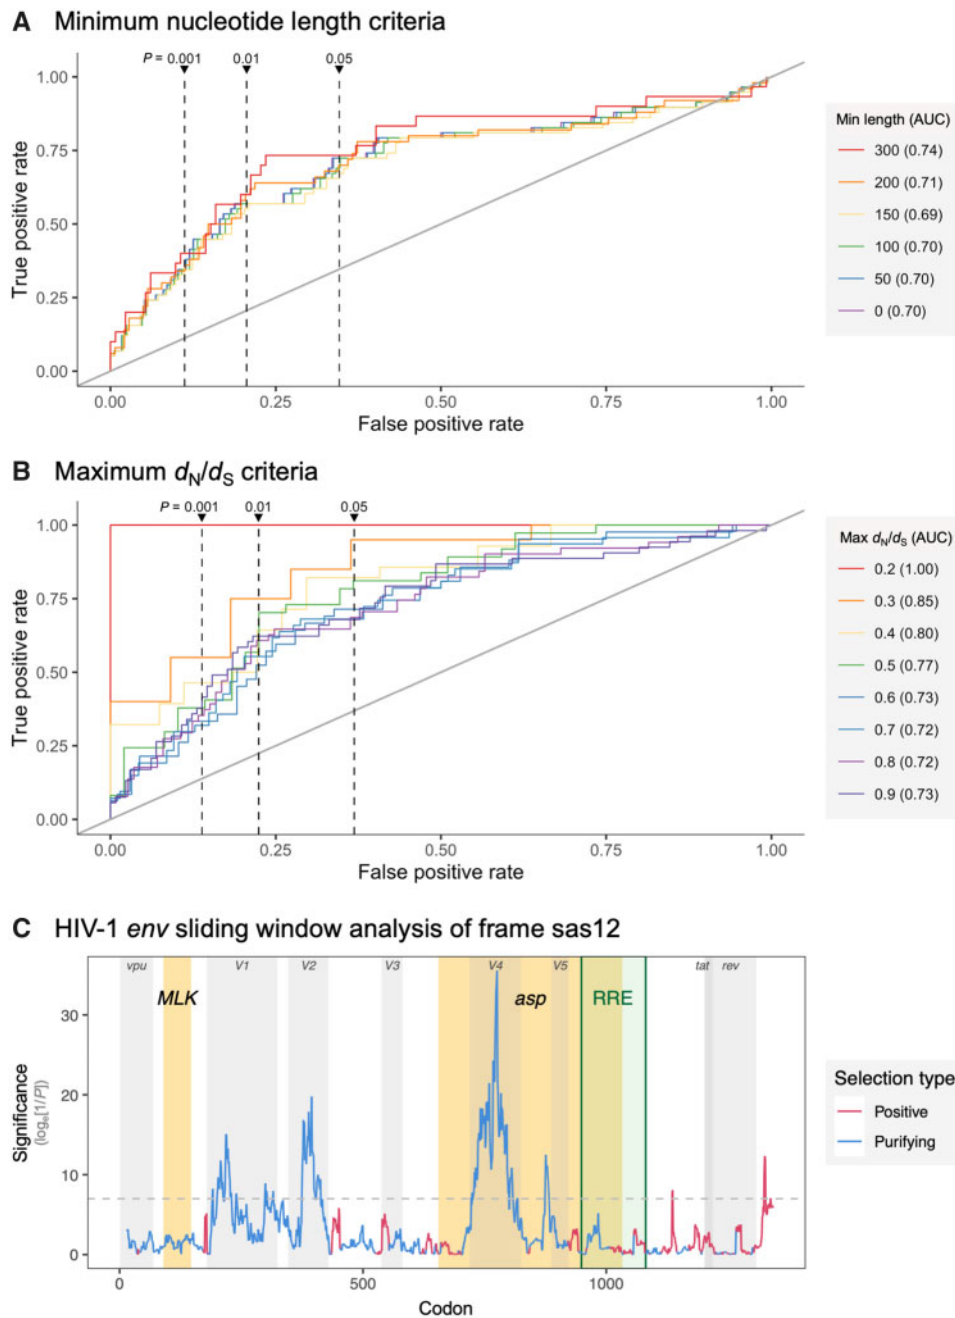 A Minimum nucleotide length criteria
P = 0.001 0.01 0.05
1.00
0.75
0.50
0.25
0.00
True positive rate
0.00 0.25 0.50 0.75 1.00
False positive rate
Min length (AUC)
300 (0.74)
200 (0.71)
150 (0.69)
100 (0.70)
50 (0.70)
0 (0.70)
B Maximum dN/dS criteria
P = 0.001 0.01 0.05
1.00
0.75
0.50
0.25
0.00
True positive rate
0.00 0.25 0.50 0.75 1.00
False positive rate
Max dN/dS (AUC)
0.2 (1.00)
0.3 (0.85)
0.4 (0.80)
0.5 (0.77)
0.6 (0.73)
0.7 (0.72)
0.8 (0.72)
0.9 (0.73)
C HIV-1 env sliding window analysis of frame sas12
vpu V1 V2 V3 V4 V5 tat rev
MLK asp RRE
30
20
10
0
Significance
(loge[1/P])
0 500 1000
Codon
Selection type
Positive
Purifying